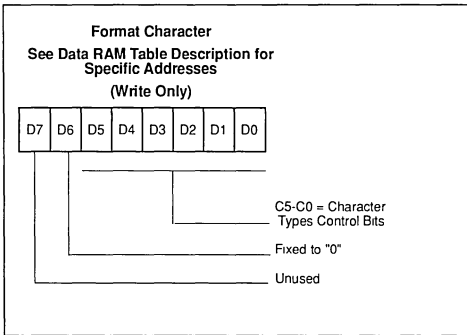 Format Character
See Data RAM Table Description for
Specific Addresses
(Write Only)
D7 D6 D5 D4 D3 D2 D1 D0
C5-C0 = Character
Types Control Bits
Fixed to "0"
Unused